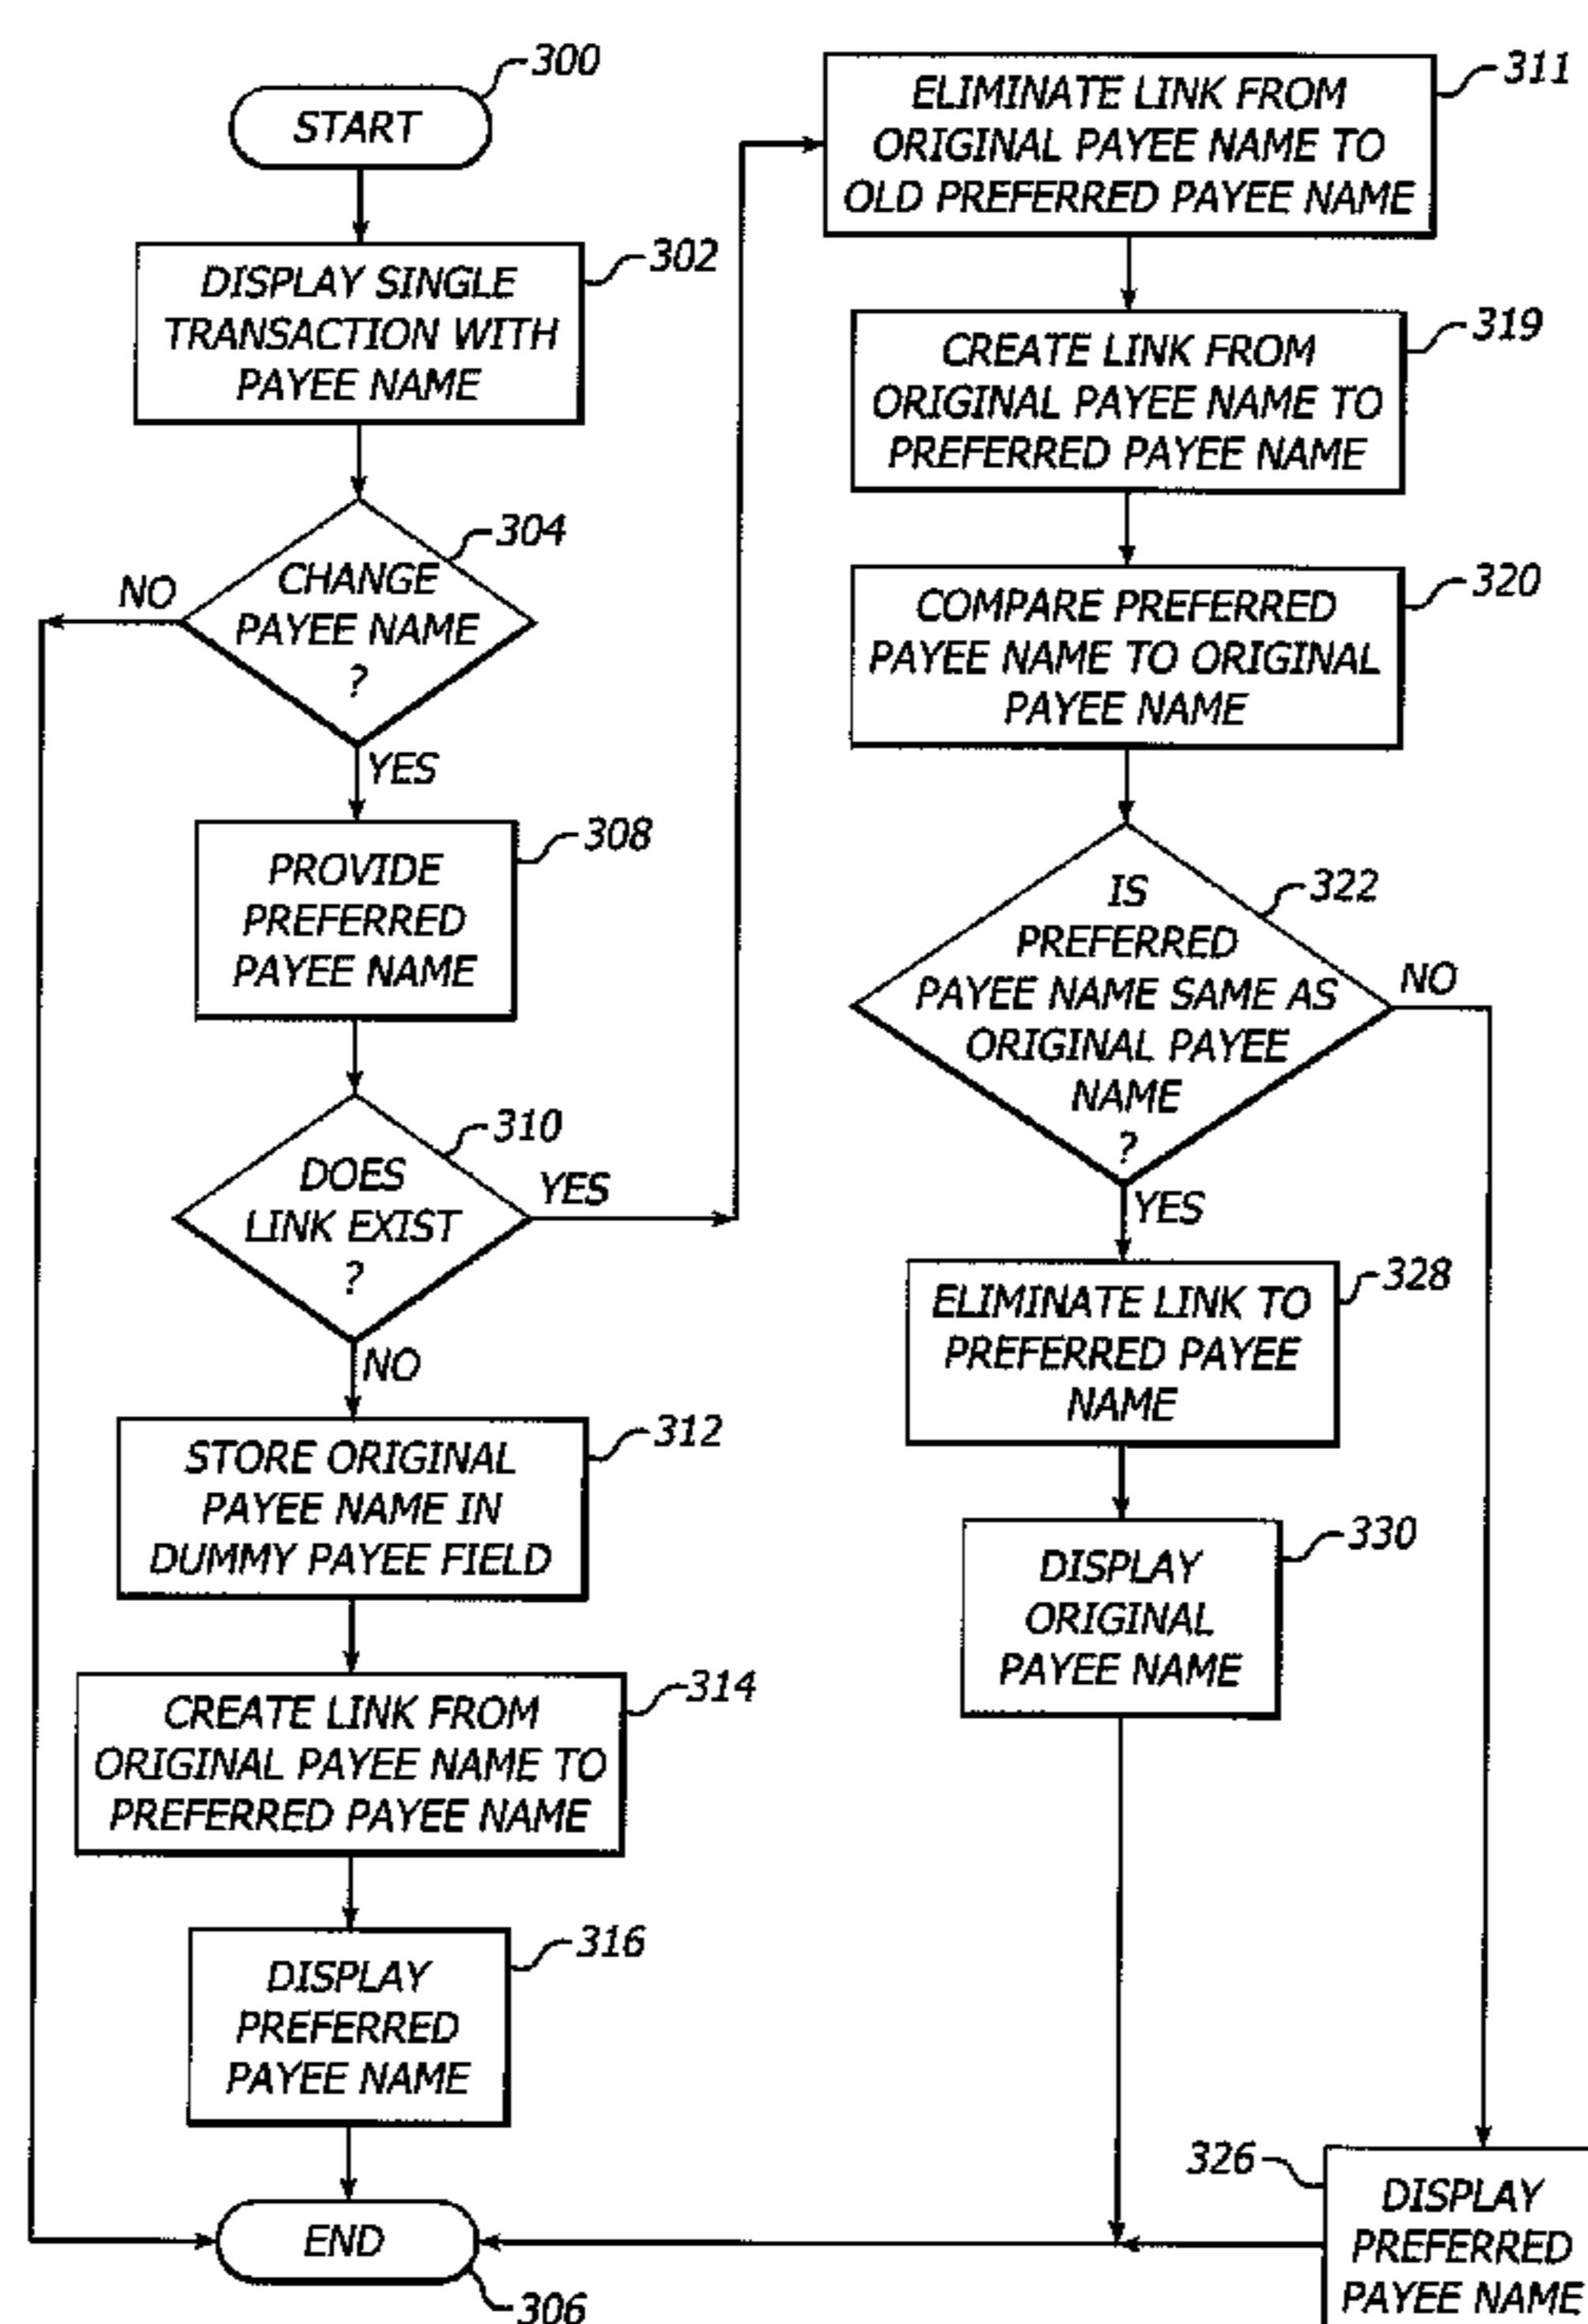 300
START
302
DISPLAY SINGLE
TRANSACTION WITH
PAYEE NAME
304
CHANGE
PAYEE NAME
?
NO
YES
308
PROVIDE
PREFERRED
PAYEE NAME
310
DOES
LINK EXIST
?
YES
NO
312
STORE ORIGINAL
PAYEE NAME IN
DUMMY PAYEE FIELD
314
CREATE LINK FROM
ORIGINAL PAYEE NAME TO
PREFERRED PAYEE NAME
316
DISPLAY
PREFERRED
PAYEE NAME
END
306
311
ELIMINATE LINK FROM
ORIGINAL PAYEE NAME TO
OLD PREFERRED PAYEE NAME
319
CREATE LINK FROM
ORIGINAL PAYEE NAME TO
PREFERRED PAYEE NAME
320
COMPARE PREFERRED
PAYEE NAME TO ORIGINAL
PAYEE NAME
322
IS
PREFERRED
PAYEE NAME SAME AS
ORIGINAL PAYEE
NAME
?
NO
YES
328
ELIMINATE LINK TO
PREFERRED PAYEE
NAME
330
DISPLAY
ORIGINAL
PAYEE NAME
326
DISPLAY
PREFERRED
PAYEE NAME